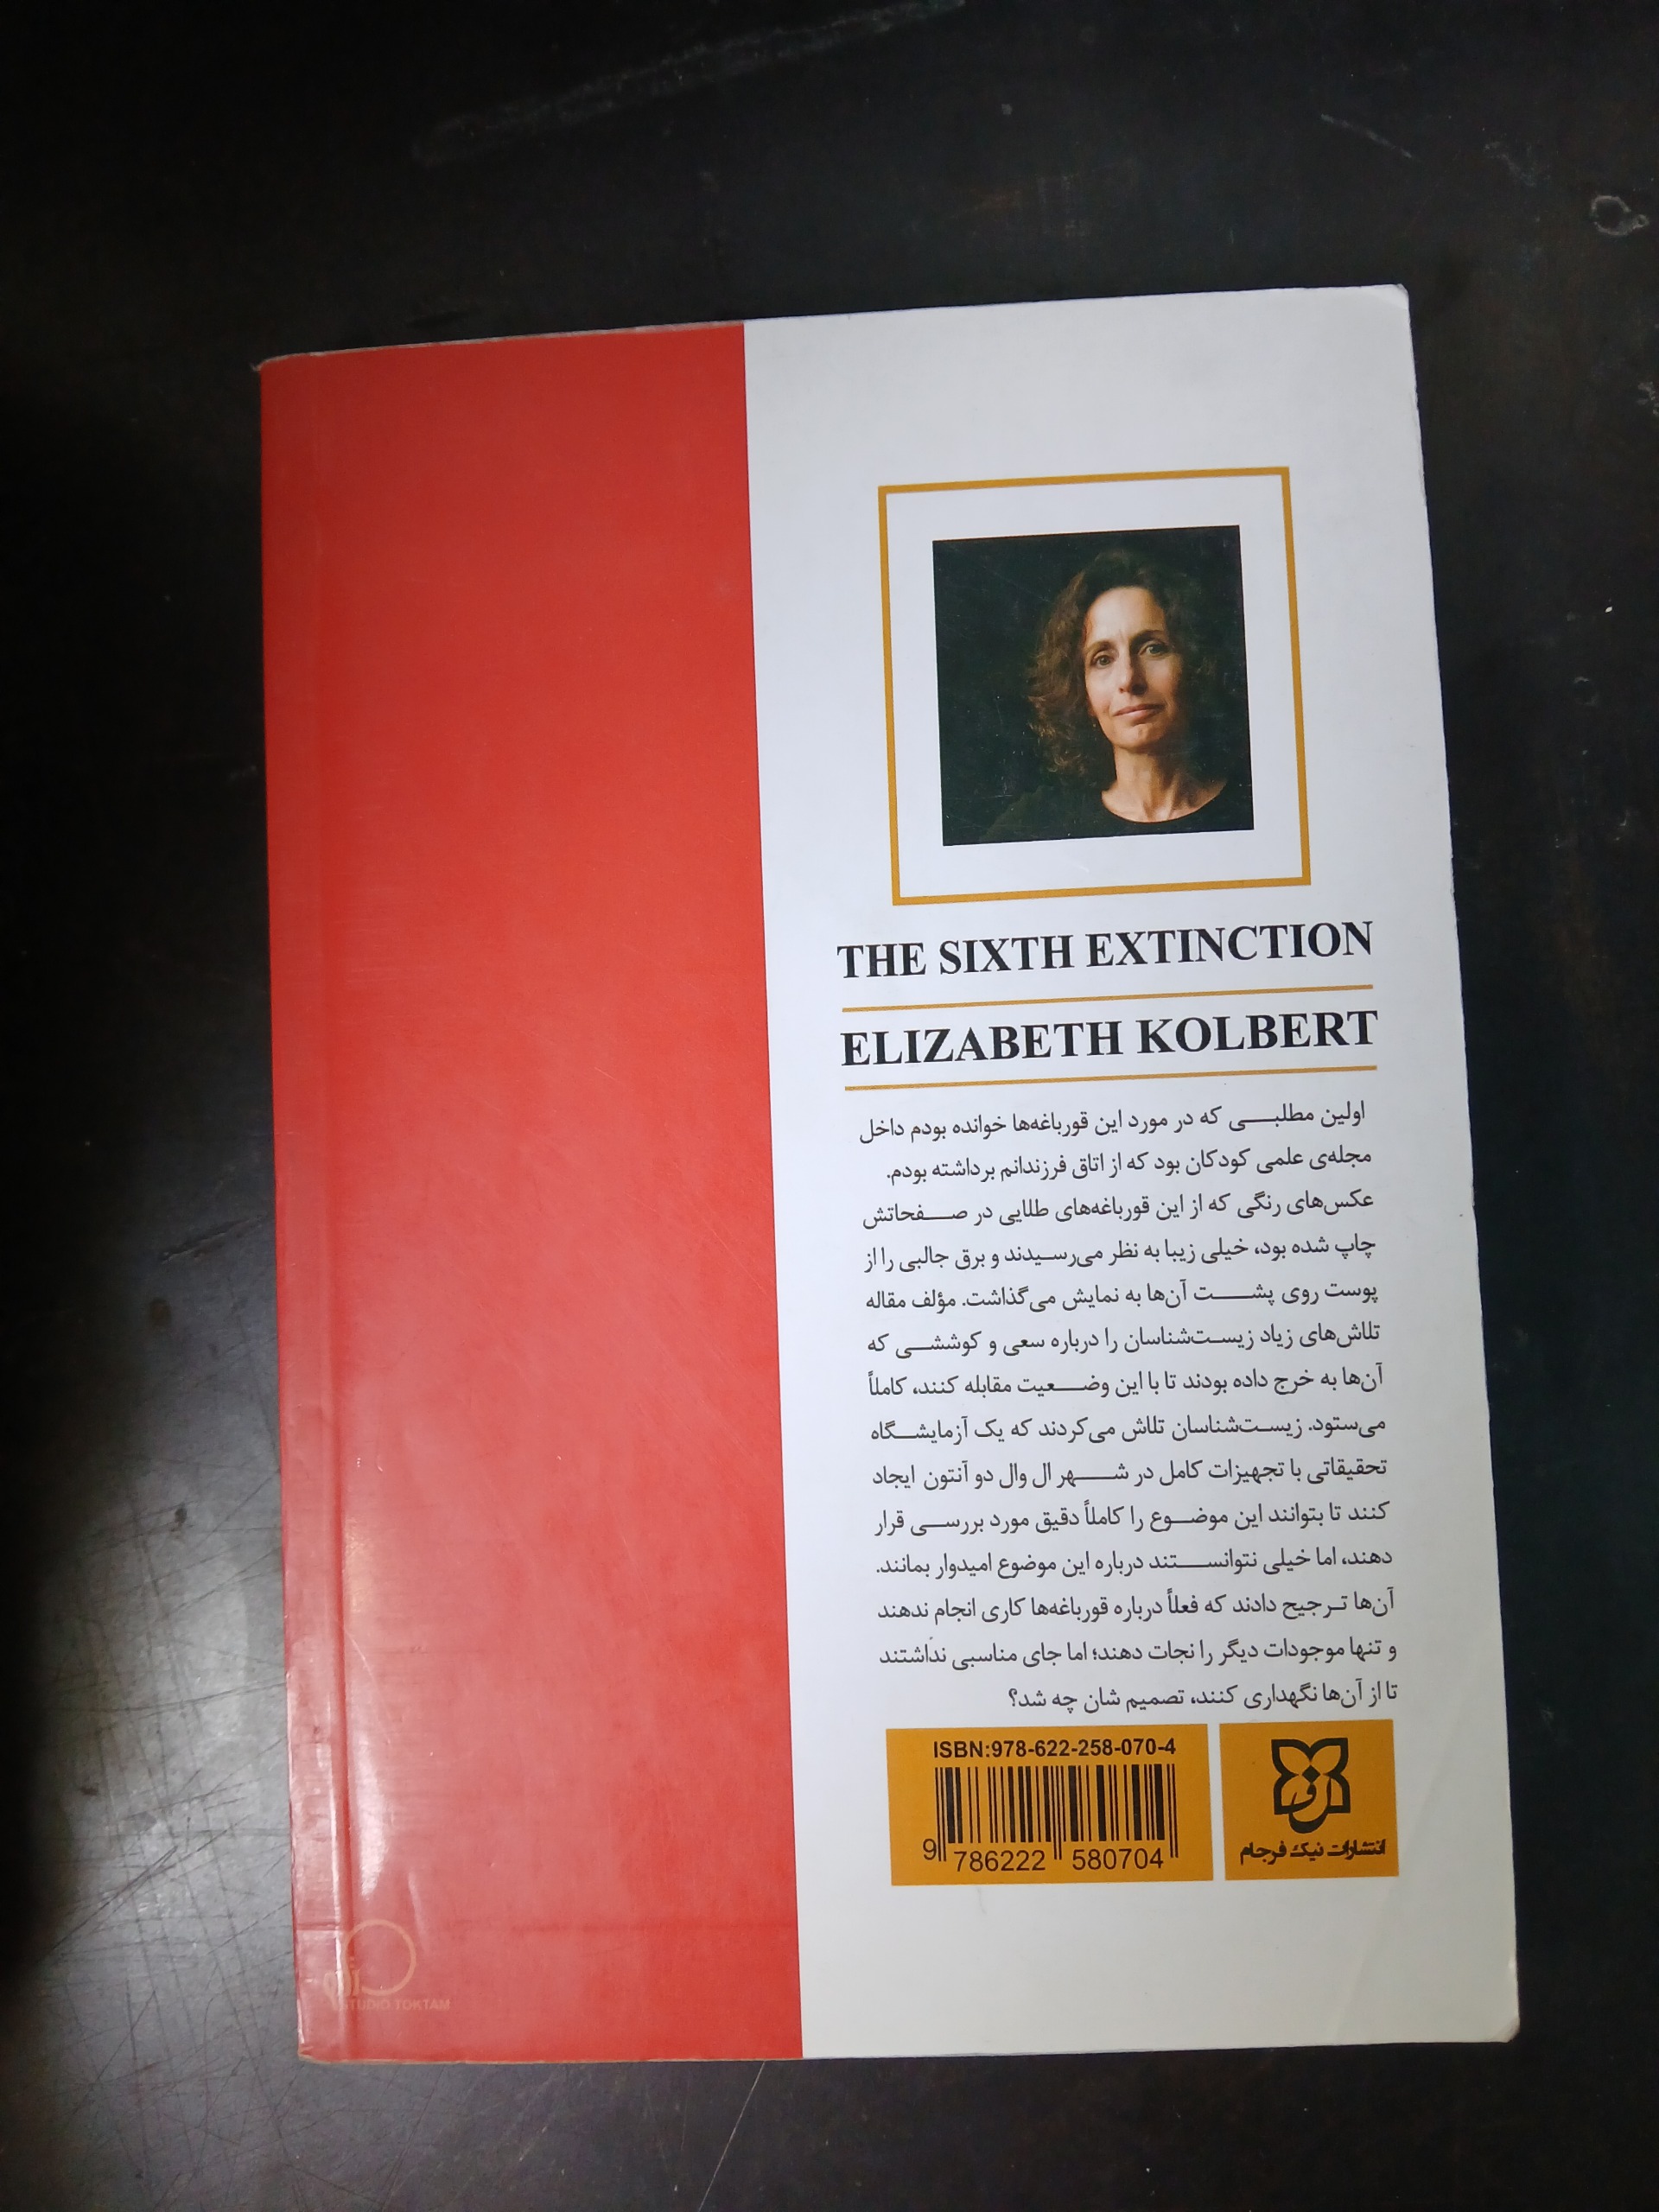 THE SIXTH EXTINCTION
ELIZABETH KOLBERT
اولین مطلبی که در مورد این قورباغه‌ها خوانده بودم داخل
مجله‌ی علمی کودکان بود که از اتاق فرزندانم برداشته بودم.
عکس‌های رنگی که از این قورباغه‌های طلایی در صفحاتش
چاپ شده بود، خیلی زیبا به نظر می‌رسیدند و برق جالبی را از
پوست روی پشت آن‌ها به نمایش می‌گذاشت. مؤلف مقاله
تلاش‌های زیاد زیست‌شناسان را درباره سعی و کوششی که
آن‌ها به خرج داده بودند تا با این وضعیت مقابله کنند، کاملاً
می‌ستود. زیست‌شناسان تلاش می‌کردند که یک آزمایشگاه
تحقیقاتی با تجهیزات کامل در شهر ال وال دو آنتون ایجاد
کنند تا بتوانند این موضوع را کاملاً دقیق مورد بررسی قرار
دهند، اما خیلی نتوانستند درباره این موضوع امیدوار بمانند.
آن‌ها ترجیح دادند که فعلاً درباره قورباغه‌ها کاری انجام ندهند
و تنها موجودات دیگر را نجات دهند؛ اما جای مناسبی نداشتند
تا از آن‌ها نگهداری کنند، تصمیم شان چه شد؟
ISBN:978-622-258-070-4
9 786222 580704
انتشارات نیک فرجام
STUDIO TOKTAM